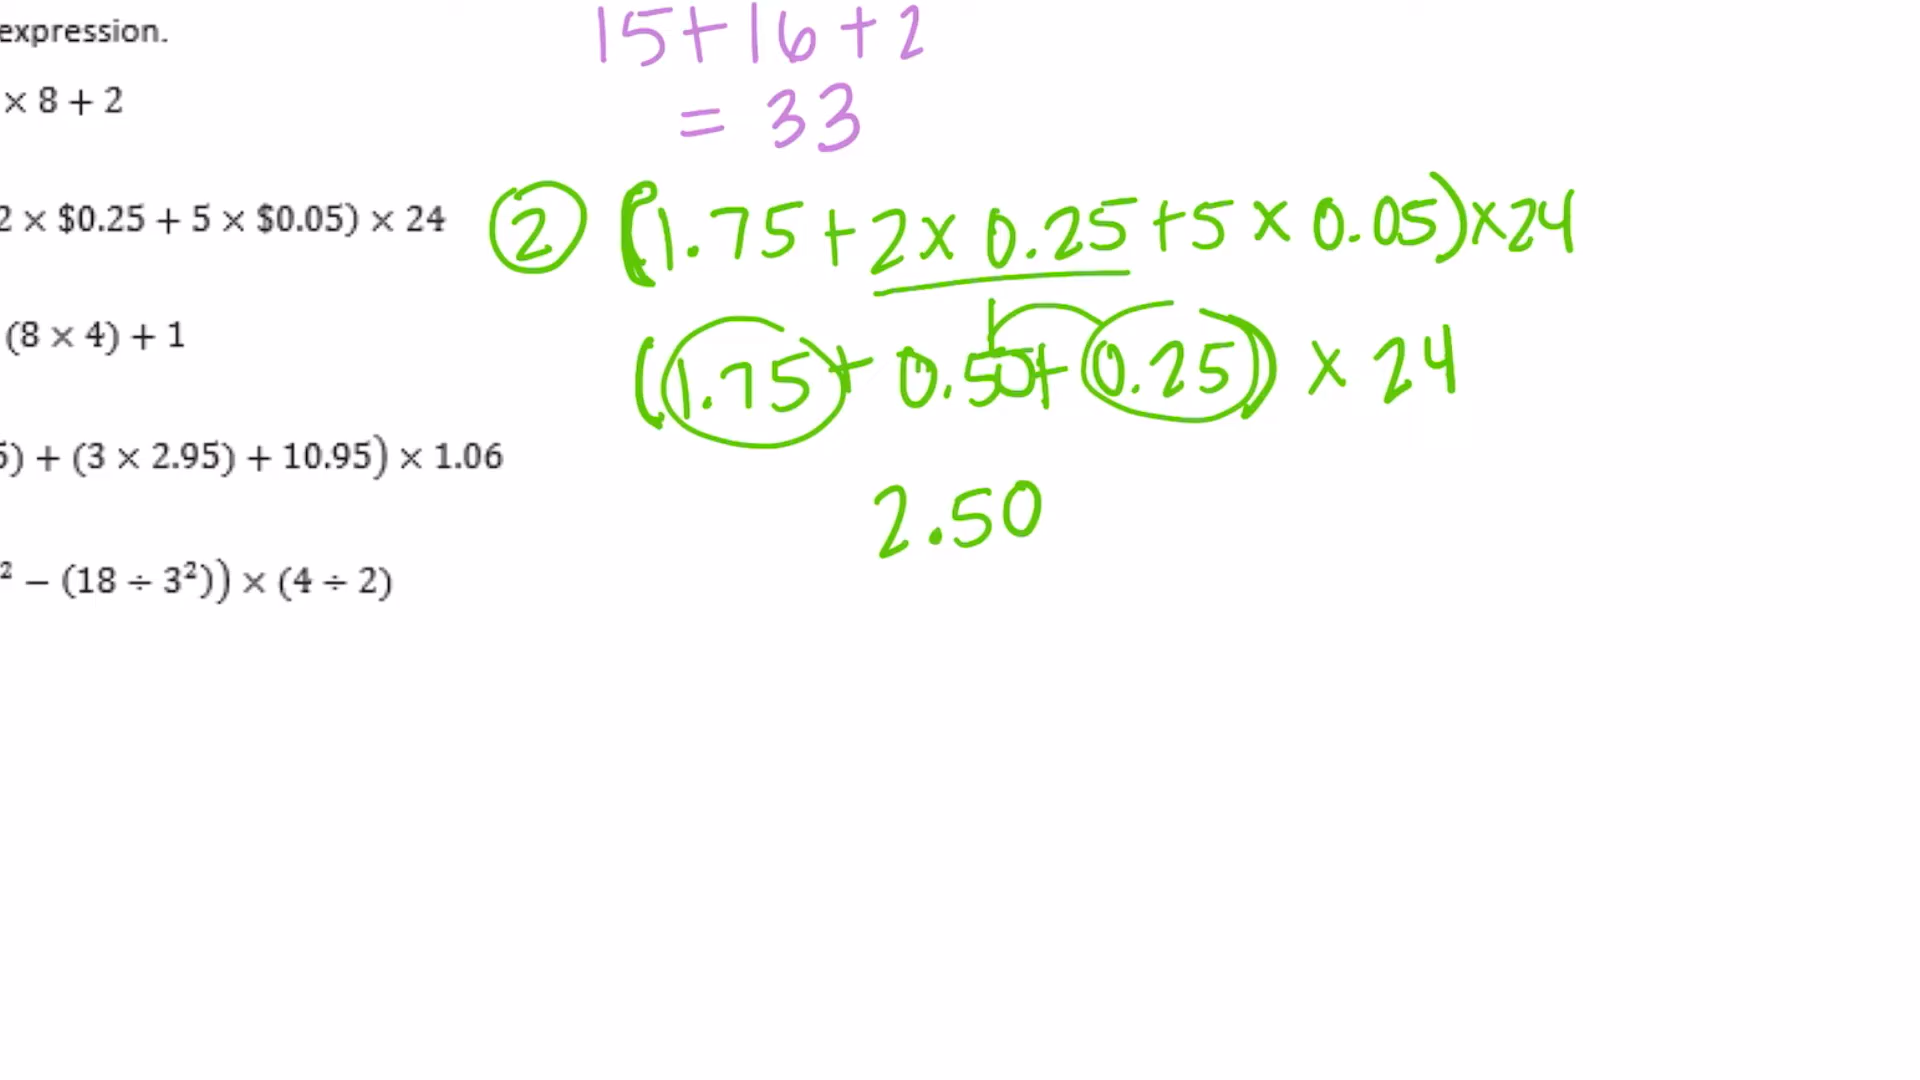 expression.
× 8 + 2
2 × $0.25 + 5 × $0.05) × 24
(8 × 4) + 1
5) + (3 × 2.95) + 10.95) × 1.06
² − (18 ÷ 3²)) × (4 ÷ 2)
15+16+2
= 33
② (1.75+2×0.25+5×0.05)×24
(1.75+0.50+0.25) × 24
2.50